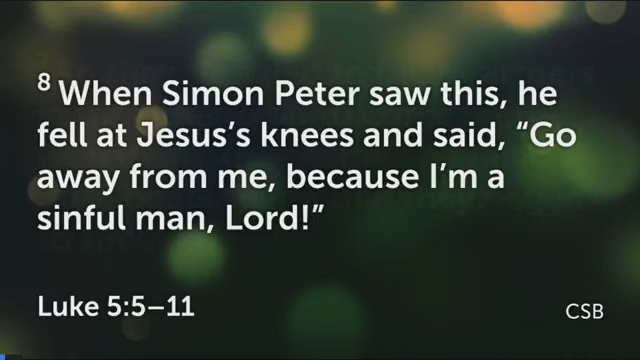 8 When Simon Peter saw this, he
fell at Jesus’s knees and said, “Go
away from me, because I’m a
sinful man, Lord!”
Luke 5:5–11
CSB